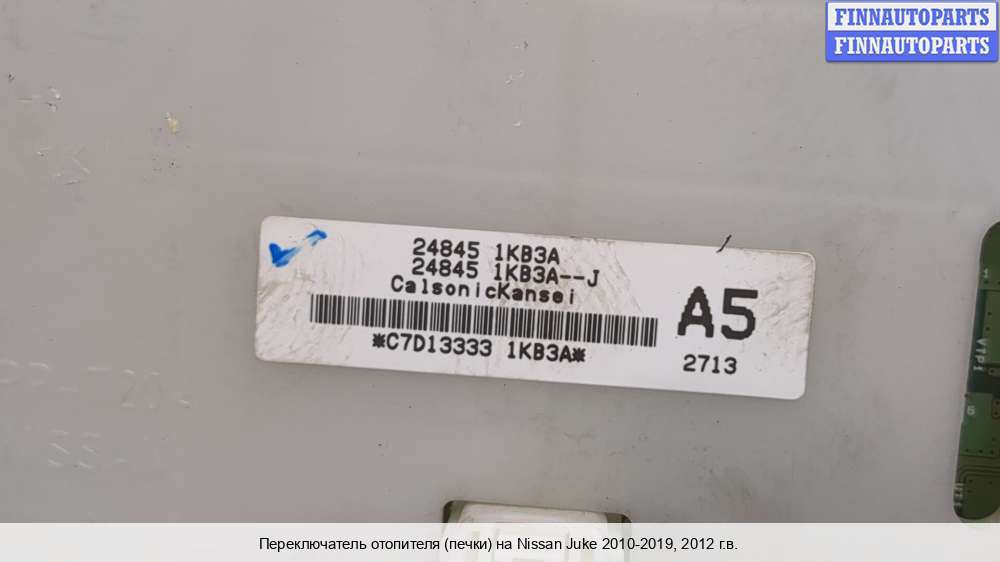 FINNAUTOPARTS
FINNAUTOPARTS
24845 1KB3A
24845 1KB3A--J
CalsonicKansei
*C7D13333 1KB3A*
A5
2713
VTP1
Переключатель отопителя (печки) на Nissan Juke 2010-2019, 2012 г.в.